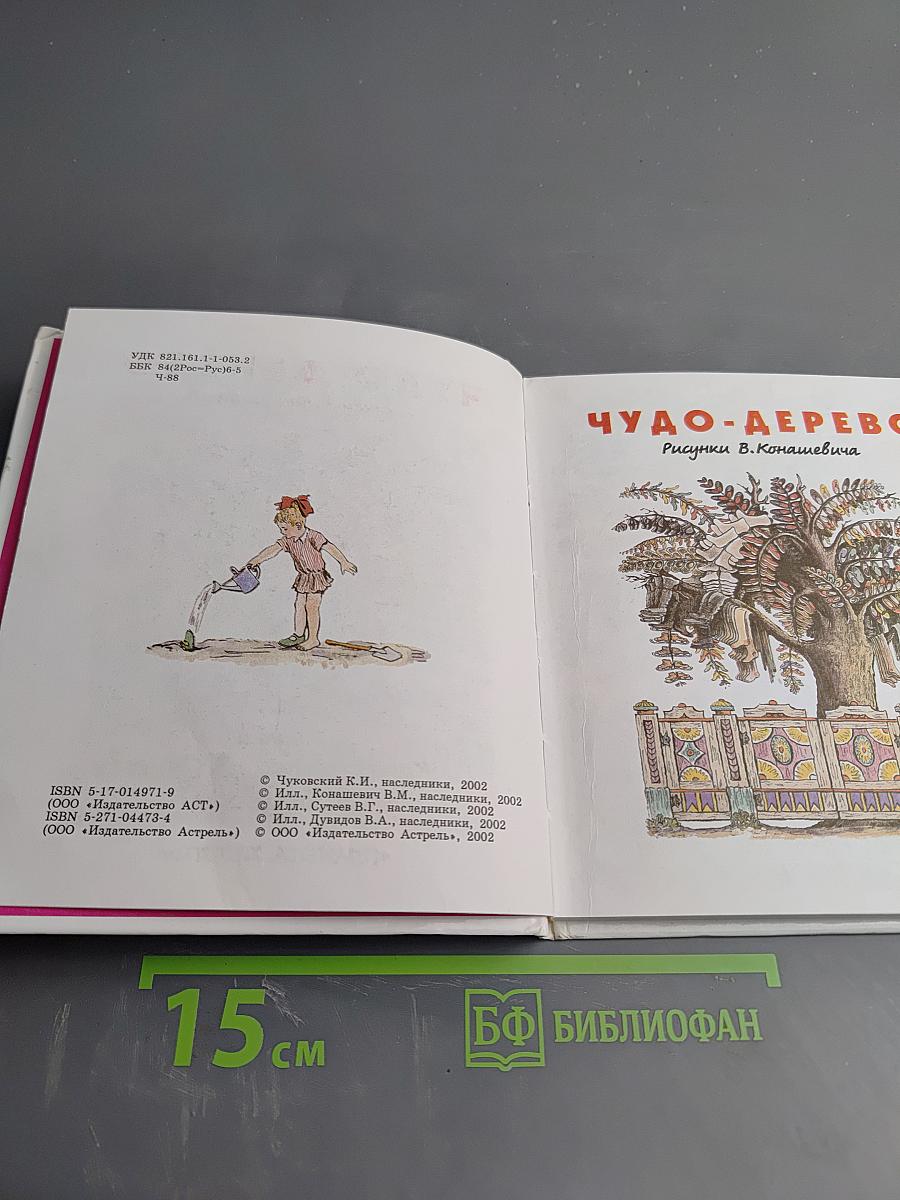 УДК 821.161.1-1-053.2
ББК 84(2Рос=Рус)6-5
Ч-88
ISBN 5-17-014971-9
(ООО «Издательство АСТ»)
ISBN 5-271-04473-4
(ООО «Издательство Астрель»)
© Чуковский К.И., наследники, 2002
© Илл., Конашевич В.М., наследники, 2002
© Илл., Сутеев В.Г., наследники, 2002
© Илл., Дувидов В.А., наследники, 2002
© ООО «Издательство Астрель», 2002
ЧУДО-ДЕРЕВО
Рисунки В.Конашевича
15 см
БФ БИБЛИОФАН